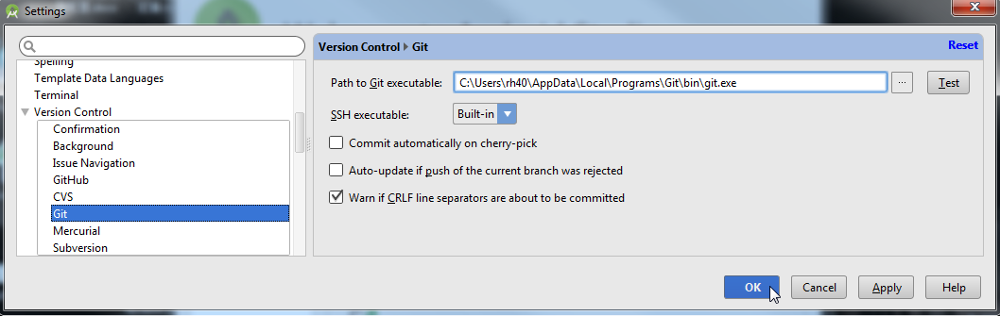 Settings
Version Control ▸ Git
Reset
Spelling
Template Data Languages
Terminal
Version Control
Confirmation
Background
Issue Navigation
GitHub
CVS
Git
Mercurial
Subversion
Path to Git executable: C:\Users\rh40\AppData\Local\Programs\Git\bin\git.exe ... Test
SSH executable: Built-in
Commit automatically on cherry-pick
Auto-update if push of the current branch was rejected
Warn if CRLF line separators are about to be committed
OK Cancel Apply Help